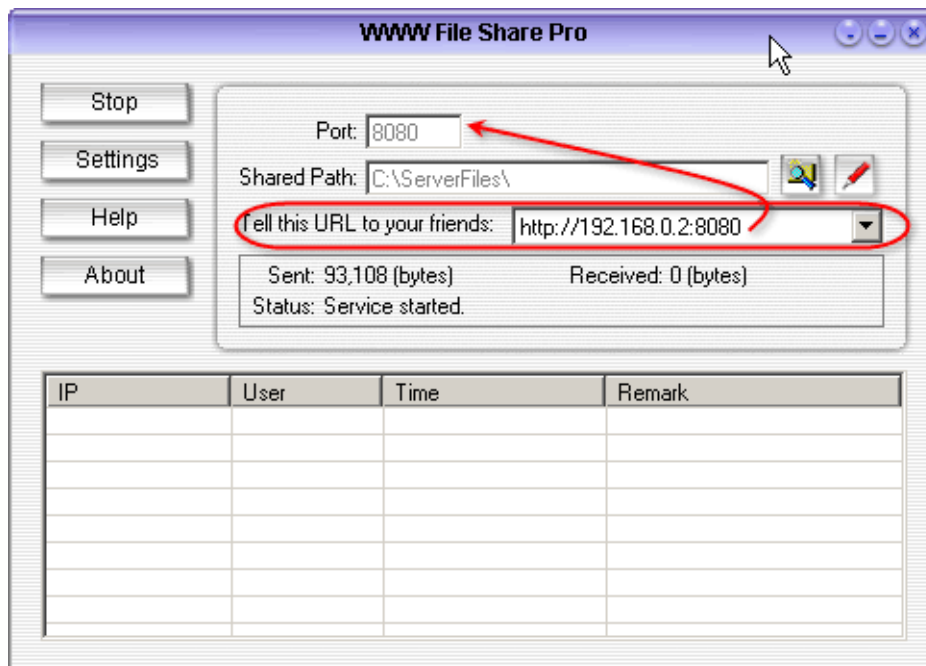 WWW File Share Pro
Stop
Settings
Help
About
Port: 8080
Shared Path: C:\ServerFiles\
Tell this URL to your friends: http://192.168.0.2:8080
Sent: 93,108 (bytes) Received: 0 (bytes)
Status: Service started.
IP User Time Remark